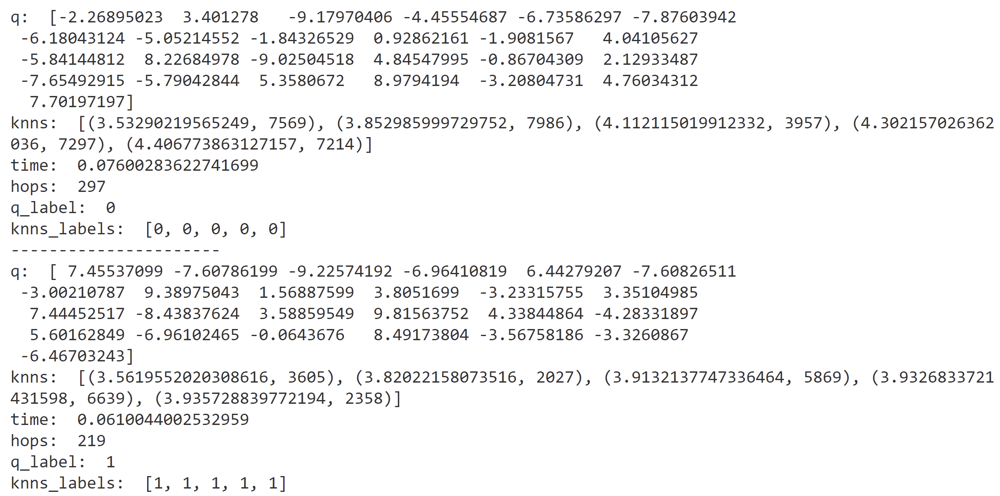 q:  [-2.26895023  3.401278   -9.17970406 -4.45554687 -6.73586297 -7.87603942
 -6.18043124 -5.05214552 -1.84326529  0.92862161 -1.9081567   4.04105627
 -5.84144812  8.22684978 -9.02504518  4.84547995 -0.86704309  2.12933487
 -7.65492915 -5.79042844  5.3580672   8.9794194  -3.20804731  4.76034312
  7.70197197]
knns:  [(3.53290219565249, 7569), (3.852985999729752, 7986), (4.112115019912332, 3957), (4.302157026362
036, 7297), (4.406773863127157, 7214)]
time:  0.07600283622741699
hops:  297
q_label:  0
knns_labels:  [0, 0, 0, 0, 0]
----------------------
q:  [ 7.45537099 -7.60786199 -9.22574192 -6.96410819  6.44279207 -7.60826511
 -3.00210787  9.38975043  1.56887599  3.8051699  -3.23315755  3.35104985
  7.44452517 -8.43837624  3.58859549  9.81563752  4.33844864 -4.28331897
  5.60162849 -6.96102465 -0.0643676   8.49173804 -3.56758186 -3.3260867
 -6.46703243]
knns:  [(3.5619552020308616, 3605), (3.82022158073516, 2027), (3.9132137747336464, 5869), (3.9326833721
431598, 6639), (3.935728839772194, 2358)]
time:  0.0610044002532959
hops:  219
q_label:  1
knns_labels:  [1, 1, 1, 1, 1]